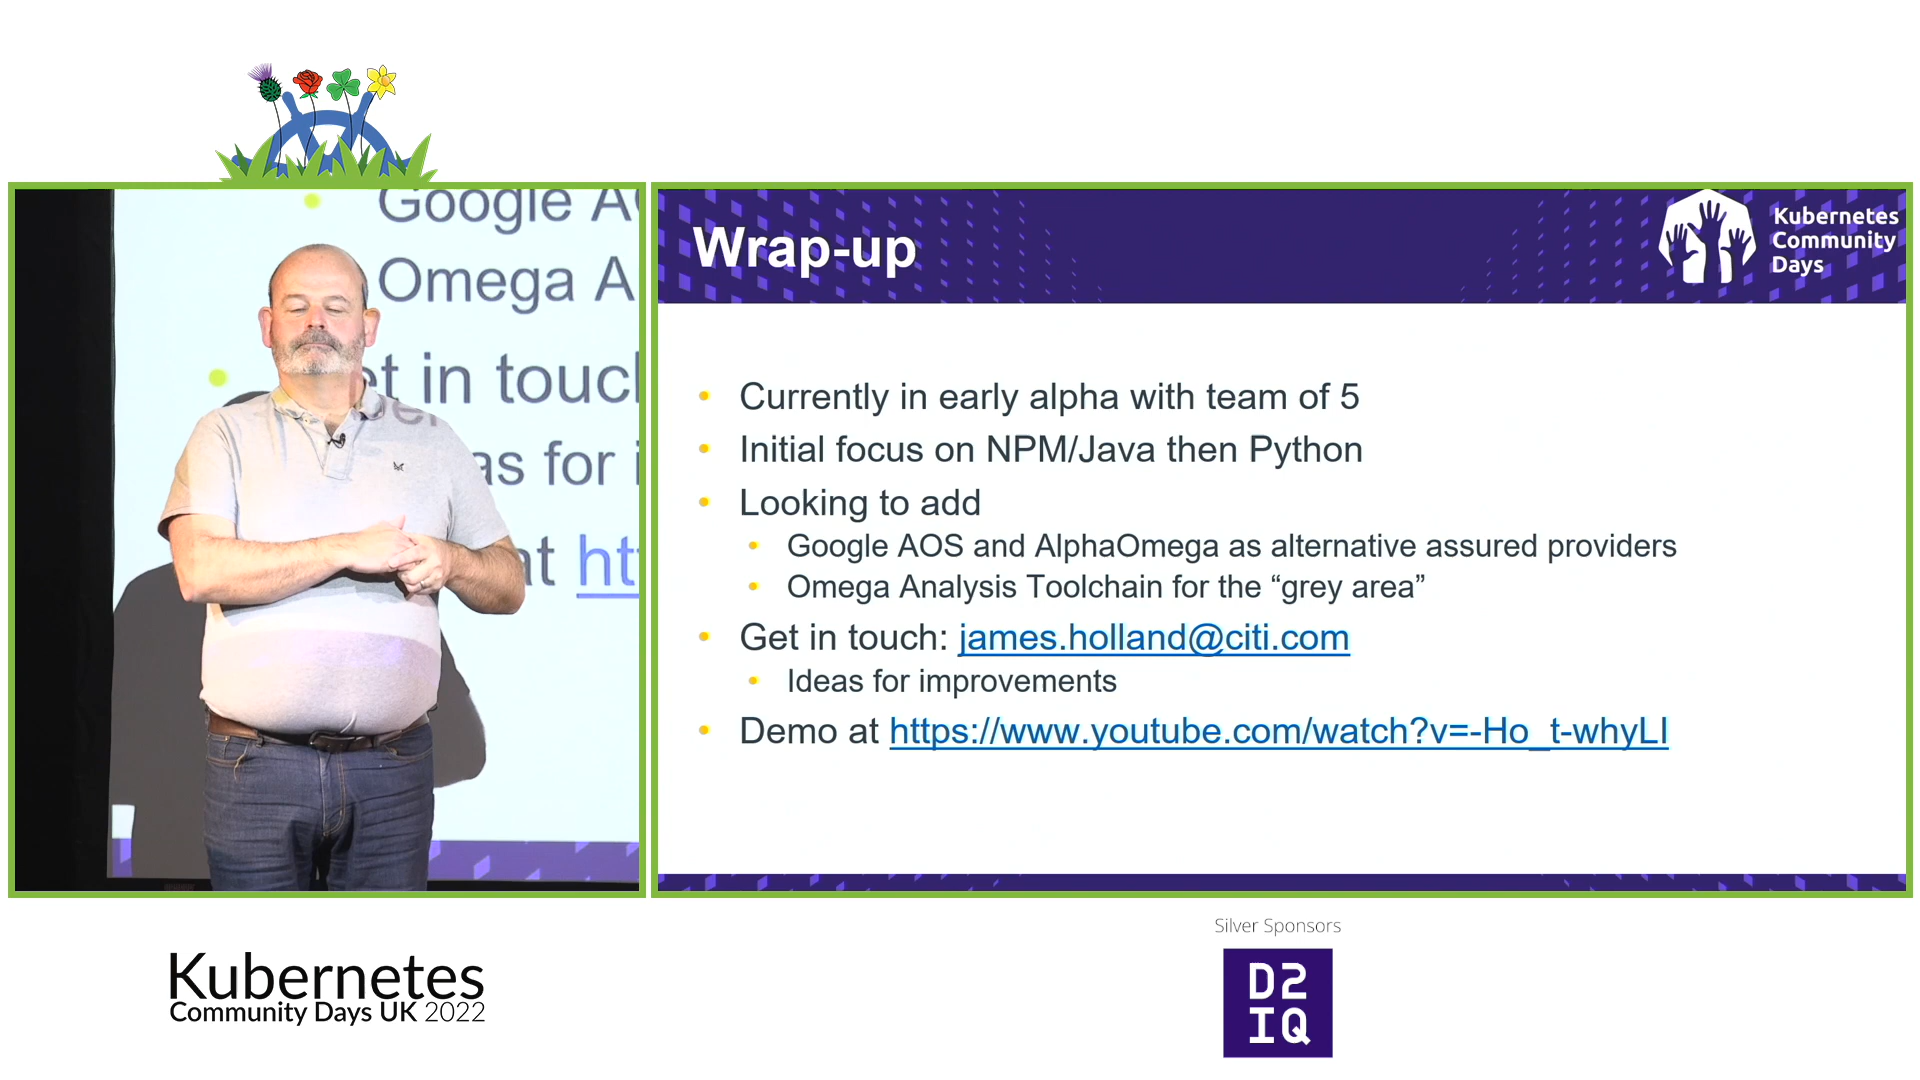 Google A
Omega A
et in touch
as for i
at ht
Wrap-up
Kubernetes
Community
Days
Currently in early alpha with team of 5
Initial focus on NPM/Java then Python
Looking to add
Google AOS and AlphaOmega as alternative assured providers
Omega Analysis Toolchain for the “grey area”
Get in touch: james.holland@citi.com
Ideas for improvements
Demo at https://www.youtube.com/watch?v=-Ho_t-whyLI
Kubernetes
Community Days UK 2022
Silver Sponsors
D2
IQ